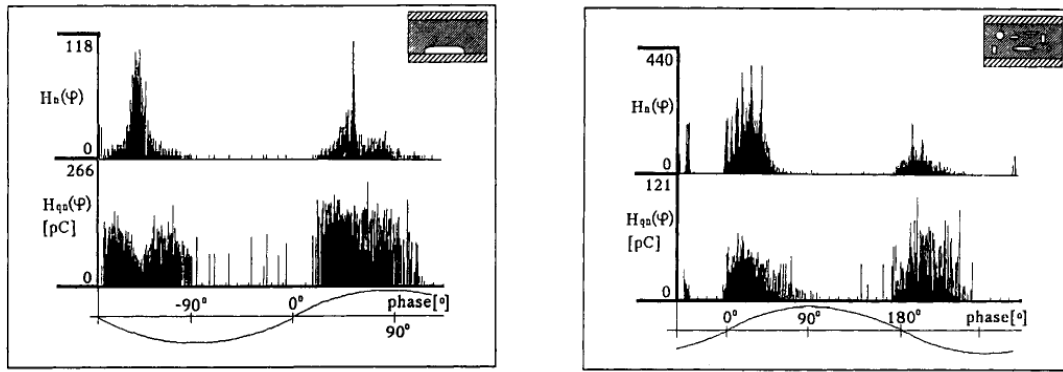 118
Hn(φ)
0
266
Hqn(φ)
[pC]
0
-90° 0° phase[°]
90°
440
Hn(φ)
0
121
Hqn(φ)
[pC]
0
0° 90° 180° phase[°]